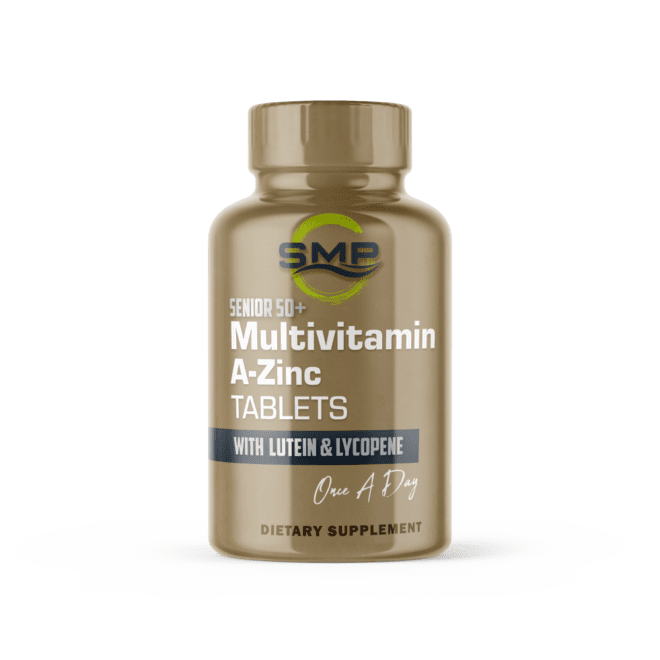 SMP
SENIOR 50+
Multivitamin
A-Zinc
TABLETS
WITH LUTEIN & LYCOPENE
Once A Day
DIETARY SUPPLEMENT